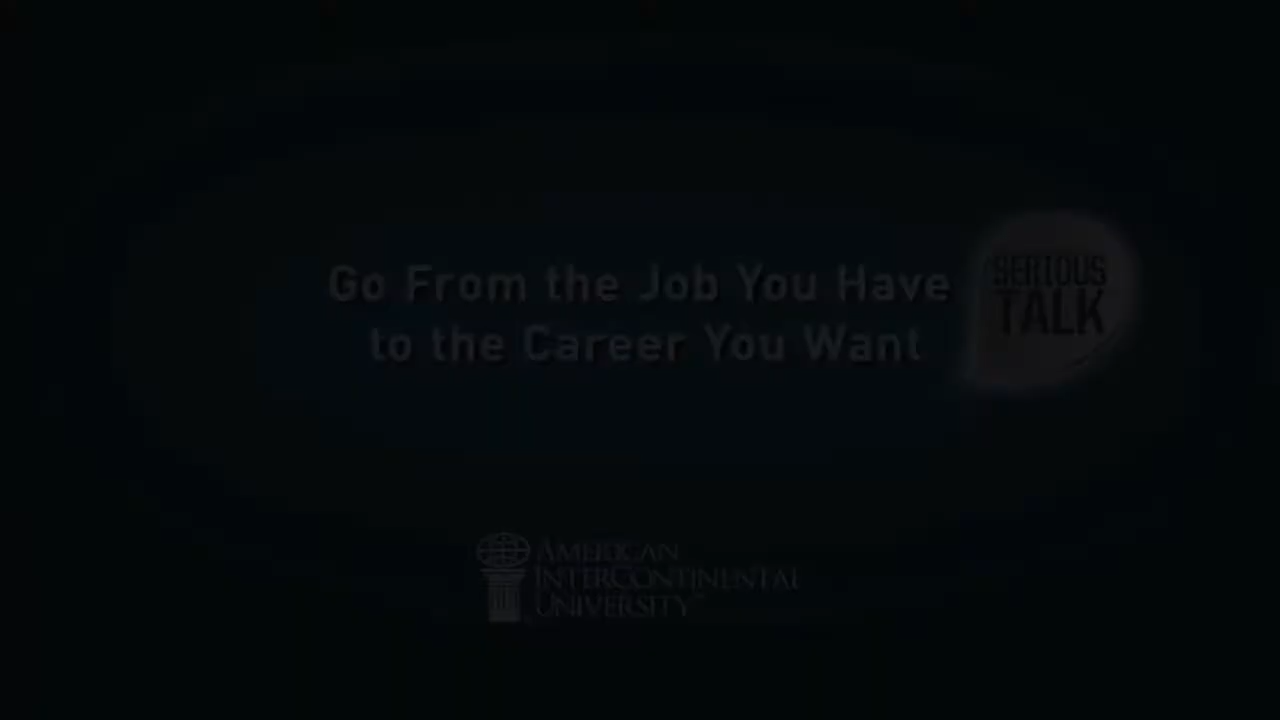 Go From the Job You Have
to the Career You Want
SERIOUS
TALK
AMERICAN
INTERCONTINENTAL
UNIVERSITY